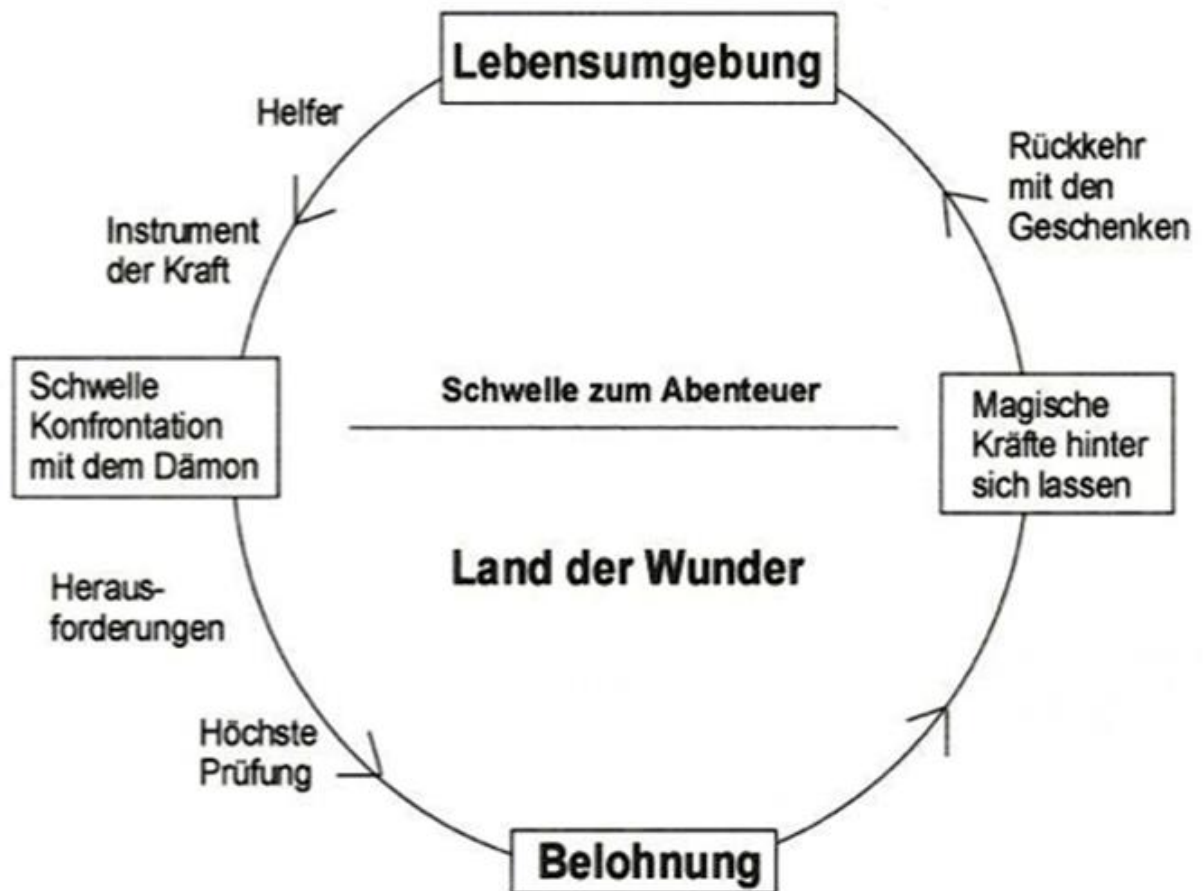 Lebensumgebung
Helfer
Rückkehr
mit den
Geschenken
Instrument
der Kraft
Schwelle
Konfrontation
mit dem Dämon
Schwelle zum Abenteuer
Magische
Kräfte hinter
sich lassen
Land der Wunder
Heraus-
forderungen
Höchste
Prüfung
Belohnung